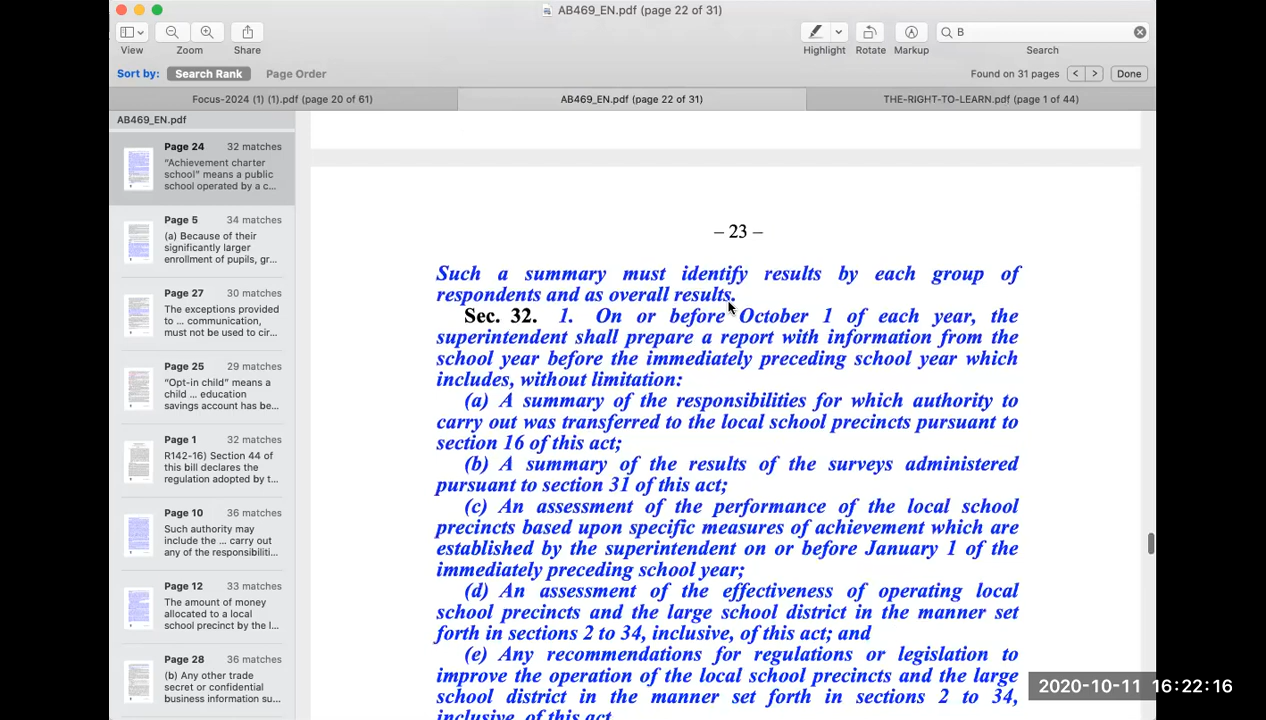 AB469_EN.pdf (page 22 of 31)
B
View
Zoom
Share
Highlight
Rotate
Markup
Search
Sort by:
Search Rank
Page Order
Found on 31 pages
Done
Focus-2024 (1) (1).pdf (page 20 of 61)
AB469_EN.pdf (page 22 of 31)
THE-RIGHT-TO-LEARN.pdf (page 1 of 44)
AB469_EN.pdf
Page 24 32 matches
“Achievement charter
school” means a public
school operated by a c...
Page 5 34 matches
(a) Because of their
significantly larger
enrollment of pupils, gr...
Page 27 30 matches
The exceptions provided
to ... communication,
must not be used to cir...
Page 25 29 matches
“Opt-in child” means a
child ... education
savings account has be...
Page 1 32 matches
R142-16) Section 44 of
this bill declares the
regulation adopted by t...
Page 10 36 matches
Such authority may
include the ... carry out
any of the responsibiliti...
Page 12 33 matches
The amount of money
allocated to a local
school precinct by the l...
Page 28 36 matches
(b) Any other trade
secret or confidential
business information su...
– 23 –
Such a summary must identify results by each group of
respondents and as overall results.
Sec. 32. 1. On or before October 1 of each year, the
superintendent shall prepare a report with information from the
school year before the immediately preceding school year which
includes, without limitation:
(a) A summary of the responsibilities for which authority to
carry out was transferred to the local school precincts pursuant to
section 16 of this act;
(b) A summary of the results of the surveys administered
pursuant to section 31 of this act;
(c) An assessment of the performance of the local school
precincts based upon specific measures of achievement which are
established by the superintendent on or before January 1 of the
immediately preceding school year;
(d) An assessment of the effectiveness of operating local
school precincts and the large school district in the manner set
forth in sections 2 to 34, inclusive, of this act; and
(e) Any recommendations for regulations or legislation to
improve the operation of the local school precincts and the large
school district in the manner set forth in sections 2 to 34,
inclusive, of this act.
2020-10-11 16:22:16